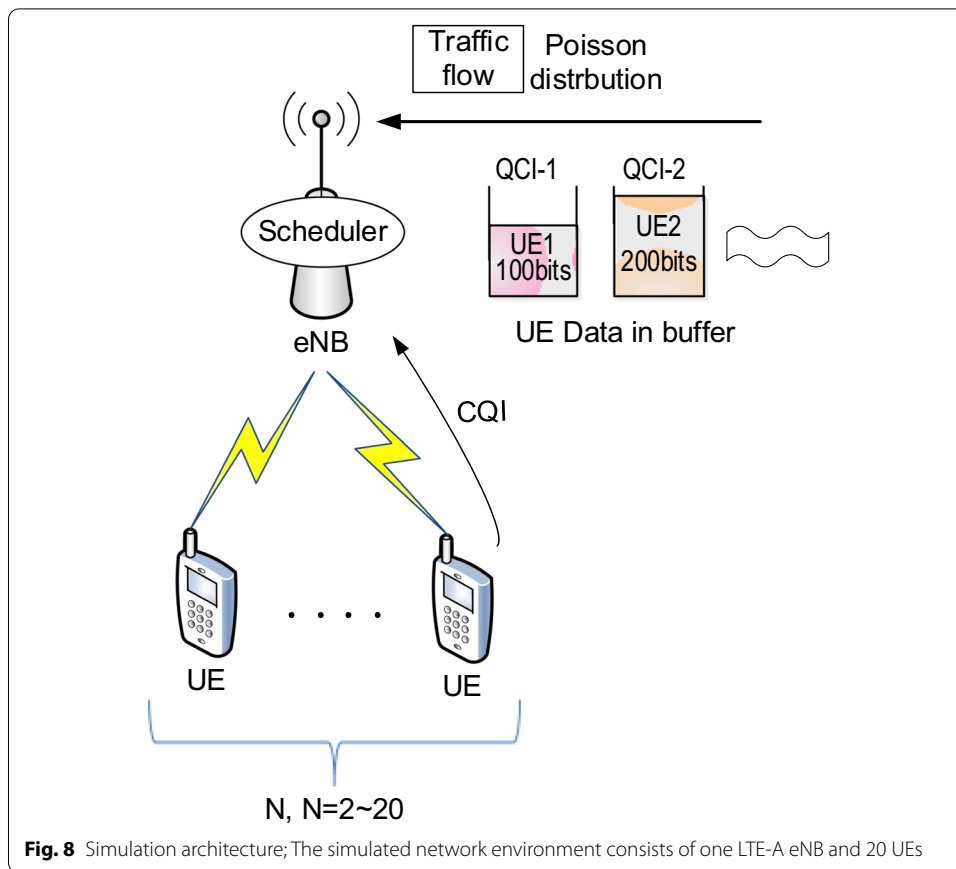 Traffic flow
Poisson distrbution
QCI-1
QCI-2
Scheduler
UE1
100bits
UE2
200bits
UE Data in buffer
eNB
CQI
UE
. . . .
UE
N, N=2~20
Fig. 8 Simulation architecture; The simulated network environment consists of one LTE-A eNB and 20 UEs